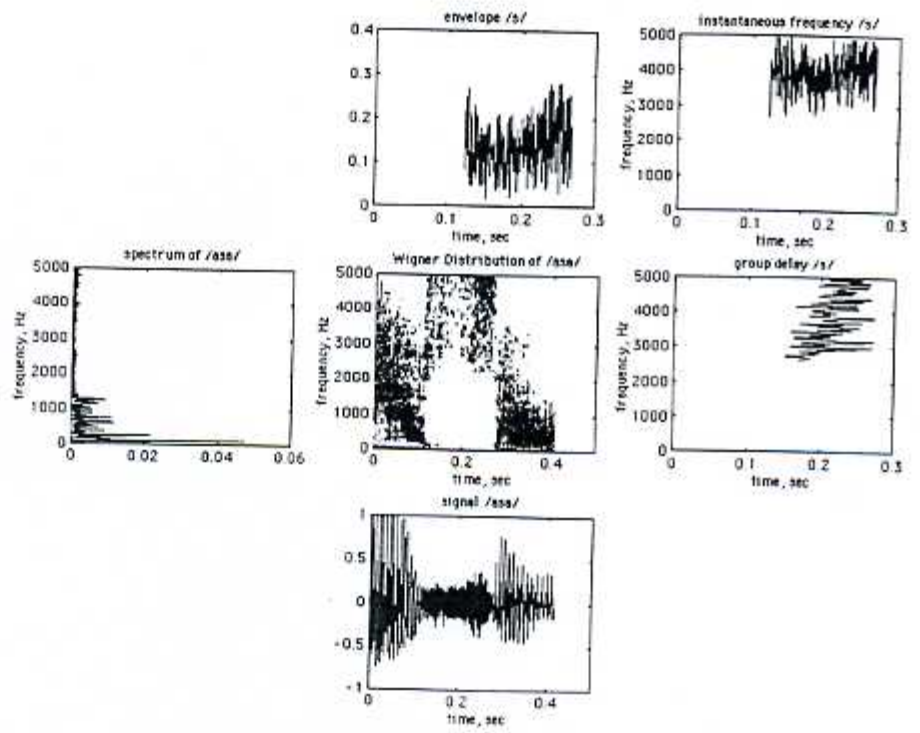 envelope /s/
0.4
0.3
0.2
0.1
0
0 0.1 0.2 0.3
time, sec
instantaneous frequency /s/
5000
4000
3000
2000
1000
0
frequency, Hz
0 0.1 0.2 0.3
time, sec
spectrum of /asa/
5000
4000
3000
2000
1000
0
frequency, Hz
0 0.02 0.04 0.06
Wigner Distribution of /asa/
5000
4000
3000
2000
1000
0
frequency, Hz
0 0.2 0.4
time, sec
group delay /s/
5000
4000
3000
2000
1000
0
frequency, Hz
0 0.1 0.2 0.3
time, sec
signal /asa/
1
0.5
0
-0.5
-1
0 0.2 0.4
time, sec